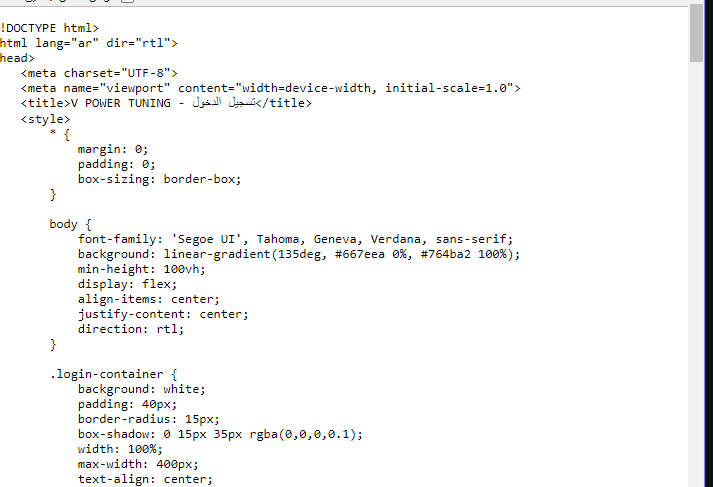 !DOCTYPE html>
html lang="ar" dir="rtl">
head>
<meta charset="UTF-8">
<meta name="viewport" content="width=device-width, initial-scale=1.0">
<title>V POWER TUNING - تسجيل الدخول</title>
<style>
* {
margin: 0;
padding: 0;
box-sizing: border-box;
}
body {
font-family: 'Segoe UI', Tahoma, Geneva, Verdana, sans-serif;
background: linear-gradient(135deg, #667eea 0%, #764ba2 100%);
min-height: 100vh;
display: flex;
align-items: center;
justify-content: center;
direction: rtl;
}
.login-container {
background: white;
padding: 40px;
border-radius: 15px;
box-shadow: 0 15px 35px rgba(0,0,0,0.1);
width: 100%;
max-width: 400px;
text-align: center;